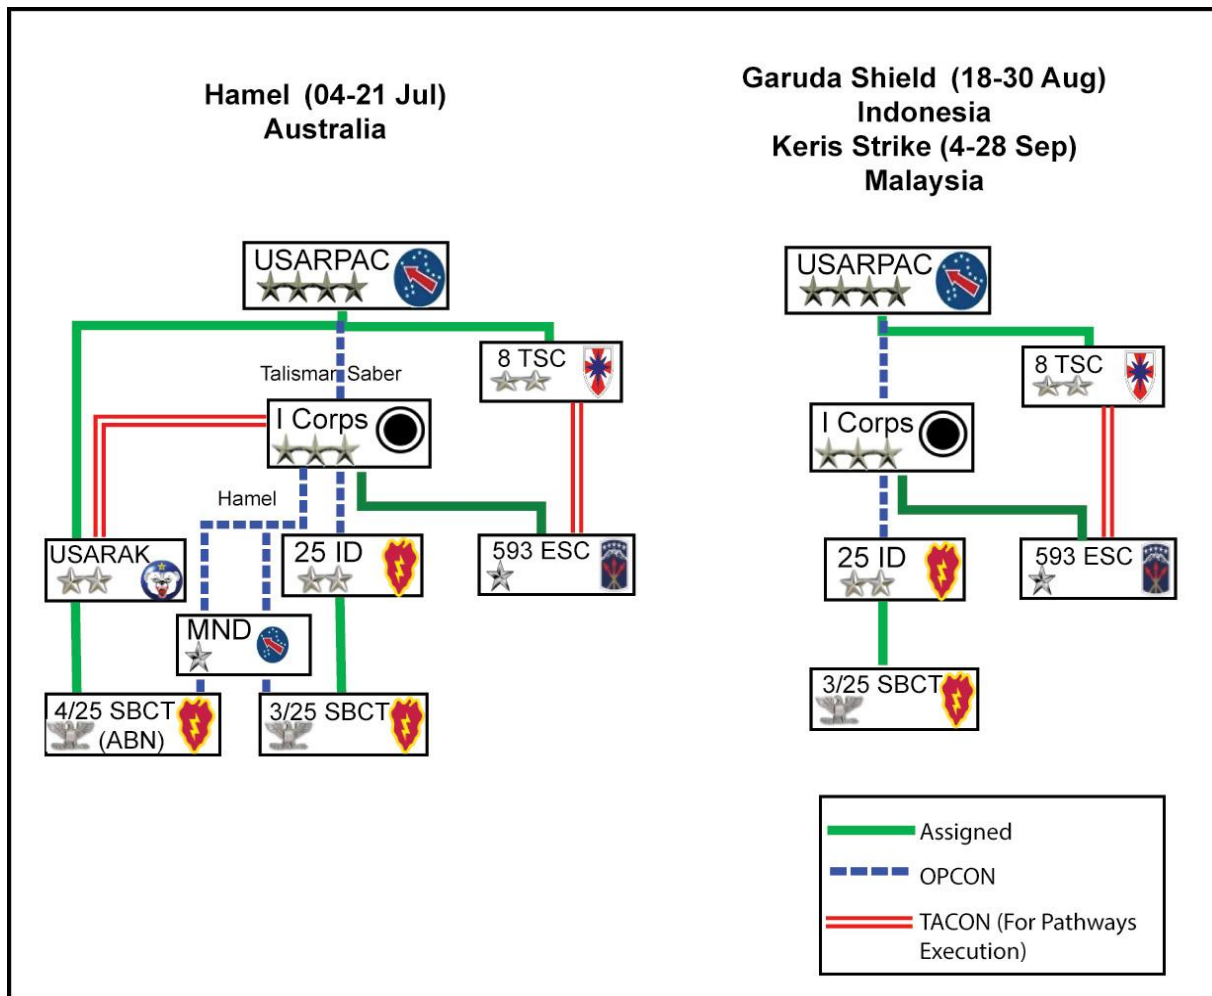 Hamel (04-21 Jul)
Australia
USARPAC
Talisman Saber
8 TSC
I Corps
Hamel
USARAK
25 ID
593 ESC
MND
4/25 SBCT
(ABN)
3/25 SBCT
Garuda Shield (18-30 Aug)
Indonesia
Keris Strike (4-28 Sep)
Malaysia
USARPAC
8 TSC
I Corps
25 ID
593 ESC
3/25 SBCT
Assigned
OPCON
TACON (For Pathways
Execution)